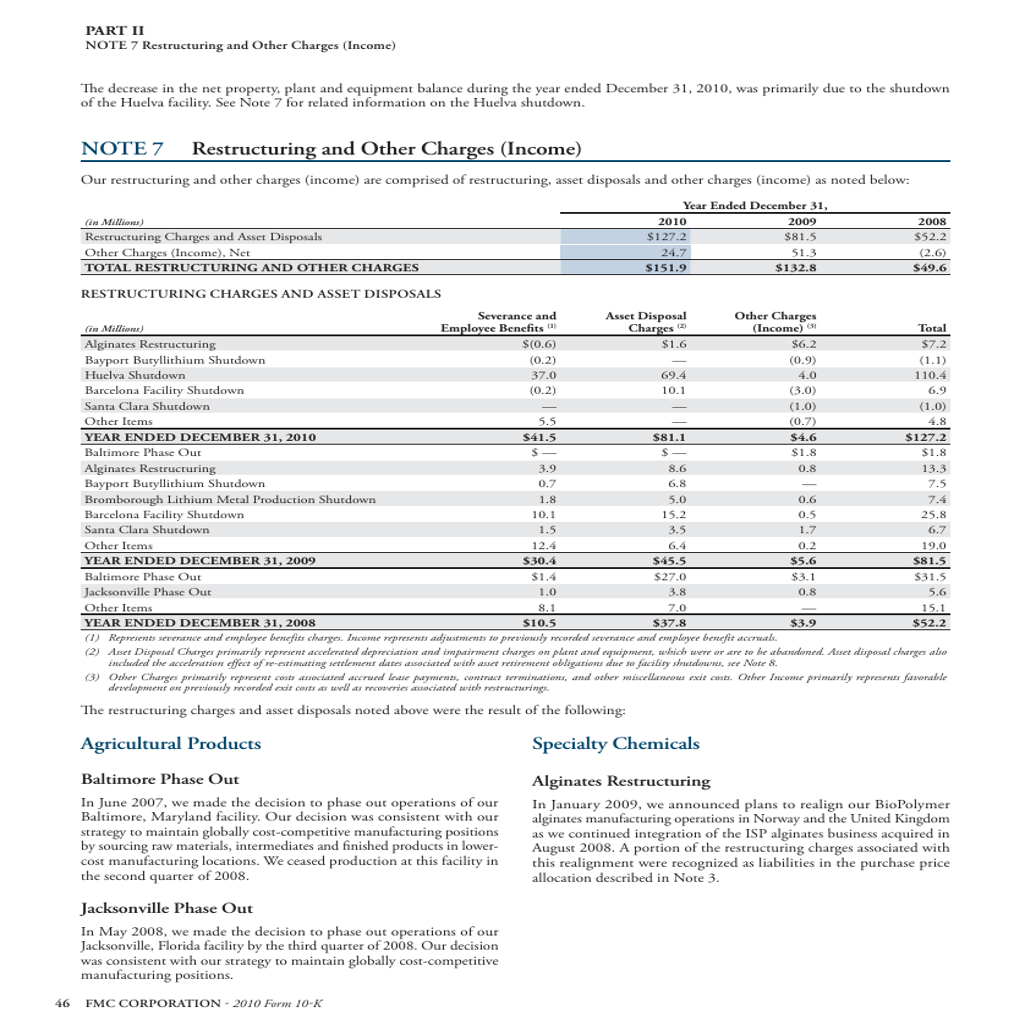 PART II
NOTE 7 Restructuring and Other Charges (Income)
The decrease in the net property, plant and equipment balance during the year ended December 31, 2010, was primarily due to the shutdown
of the Huelva facility. See Note 7 for related information on the Huelva shutdown.
NOTE 7 Restructuring and Other Charges (Income)
Our restructuring and other charges (income) are comprised of restructuring, asset disposals and other charges (income) as noted below:
Year Ended December 31,
(in Millions) 2010 2009 2008
Restructuring Charges and Asset Disposals $127.2 $81.5 $52.2
Other Charges (Income), Net 24.7 51.3 (2.6)
TOTAL RESTRUCTURING AND OTHER CHARGES $151.9 $132.8 $49.6
RESTRUCTURING CHARGES AND ASSET DISPOSALS
Severance and Asset Disposal Other Charges
(in Millions) Employee Benefits (1) Charges (2) (Income) (3) Total
Alginates Restructuring $(0.6) $1.6 $6.2 $7.2
Bayport Butyllithium Shutdown (0.2) — (0.9) (1.1)
Huelva Shutdown 37.0 69.4 4.0 110.4
Barcelona Facility Shutdown (0.2) 10.1 (3.0) 6.9
Santa Clara Shutdown — — (1.0) (1.0)
Other Items 5.5 — (0.7) 4.8
YEAR ENDED DECEMBER 31, 2010 $41.5 $81.1 $4.6 $127.2
Baltimore Phase Out $ — $ — $1.8 $1.8
Alginates Restructuring 3.9 8.6 0.8 13.3
Bayport Butyllithium Shutdown 0.7 6.8 — 7.5
Bromborough Lithium Metal Production Shutdown 1.8 5.0 0.6 7.4
Barcelona Facility Shutdown 10.1 15.2 0.5 25.8
Santa Clara Shutdown 1.5 3.5 1.7 6.7
Other Items 12.4 6.4 0.2 19.0
YEAR ENDED DECEMBER 31, 2009 $30.4 $45.5 $5.6 $81.5
Baltimore Phase Out $1.4 $27.0 $3.1 $31.5
Jacksonville Phase Out 1.0 3.8 0.8 5.6
Other Items 8.1 7.0 — 15.1
YEAR ENDED DECEMBER 31, 2008 $10.5 $37.8 $3.9 $52.2
(1) Represents severance and employee benefits charges. Income represents adjustments to previously recorded severance and employee benefit accruals.
(2) Asset Disposal Charges primarily represent accelerated depreciation and impairment charges on plant and equipment, which were or are to be abandoned. Asset disposal charges also
included the acceleration effect of re-estimating settlement dates associated with asset retirement obligations due to facility shutdowns, see Note 8.
(3) Other Charges primarily represent costs associated accrued lease payments, contract terminations, and other miscellaneous exit costs. Other Income primarily represents favorable
development on previously recorded exit costs as well as recoveries associated with restructurings.
The restructuring charges and asset disposals noted above were the result of the following:
Agricultural Products
Baltimore Phase Out
In June 2007, we made the decision to phase out operations of our
Baltimore, Maryland facility. Our decision was consistent with our
strategy to maintain globally cost-competitive manufacturing positions
by sourcing raw materials, intermediates and finished products in lower-
cost manufacturing locations. We ceased production at this facility in
the second quarter of 2008.
Jacksonville Phase Out
In May 2008, we made the decision to phase out operations of our
Jacksonville, Florida facility by the third quarter of 2008. Our decision
was consistent with our strategy to maintain globally cost-competitive
manufacturing positions.
Specialty Chemicals
Alginates Restructuring
In January 2009, we announced plans to realign our BioPolymer
alginates manufacturing operations in Norway and the United Kingdom
as we continued integration of the ISP alginates business acquired in
August 2008. A portion of the restructuring charges associated with
this realignment were recognized as liabilities in the purchase price
allocation described in Note 3.
46 FMC CORPORATION - 2010 Form 10-K